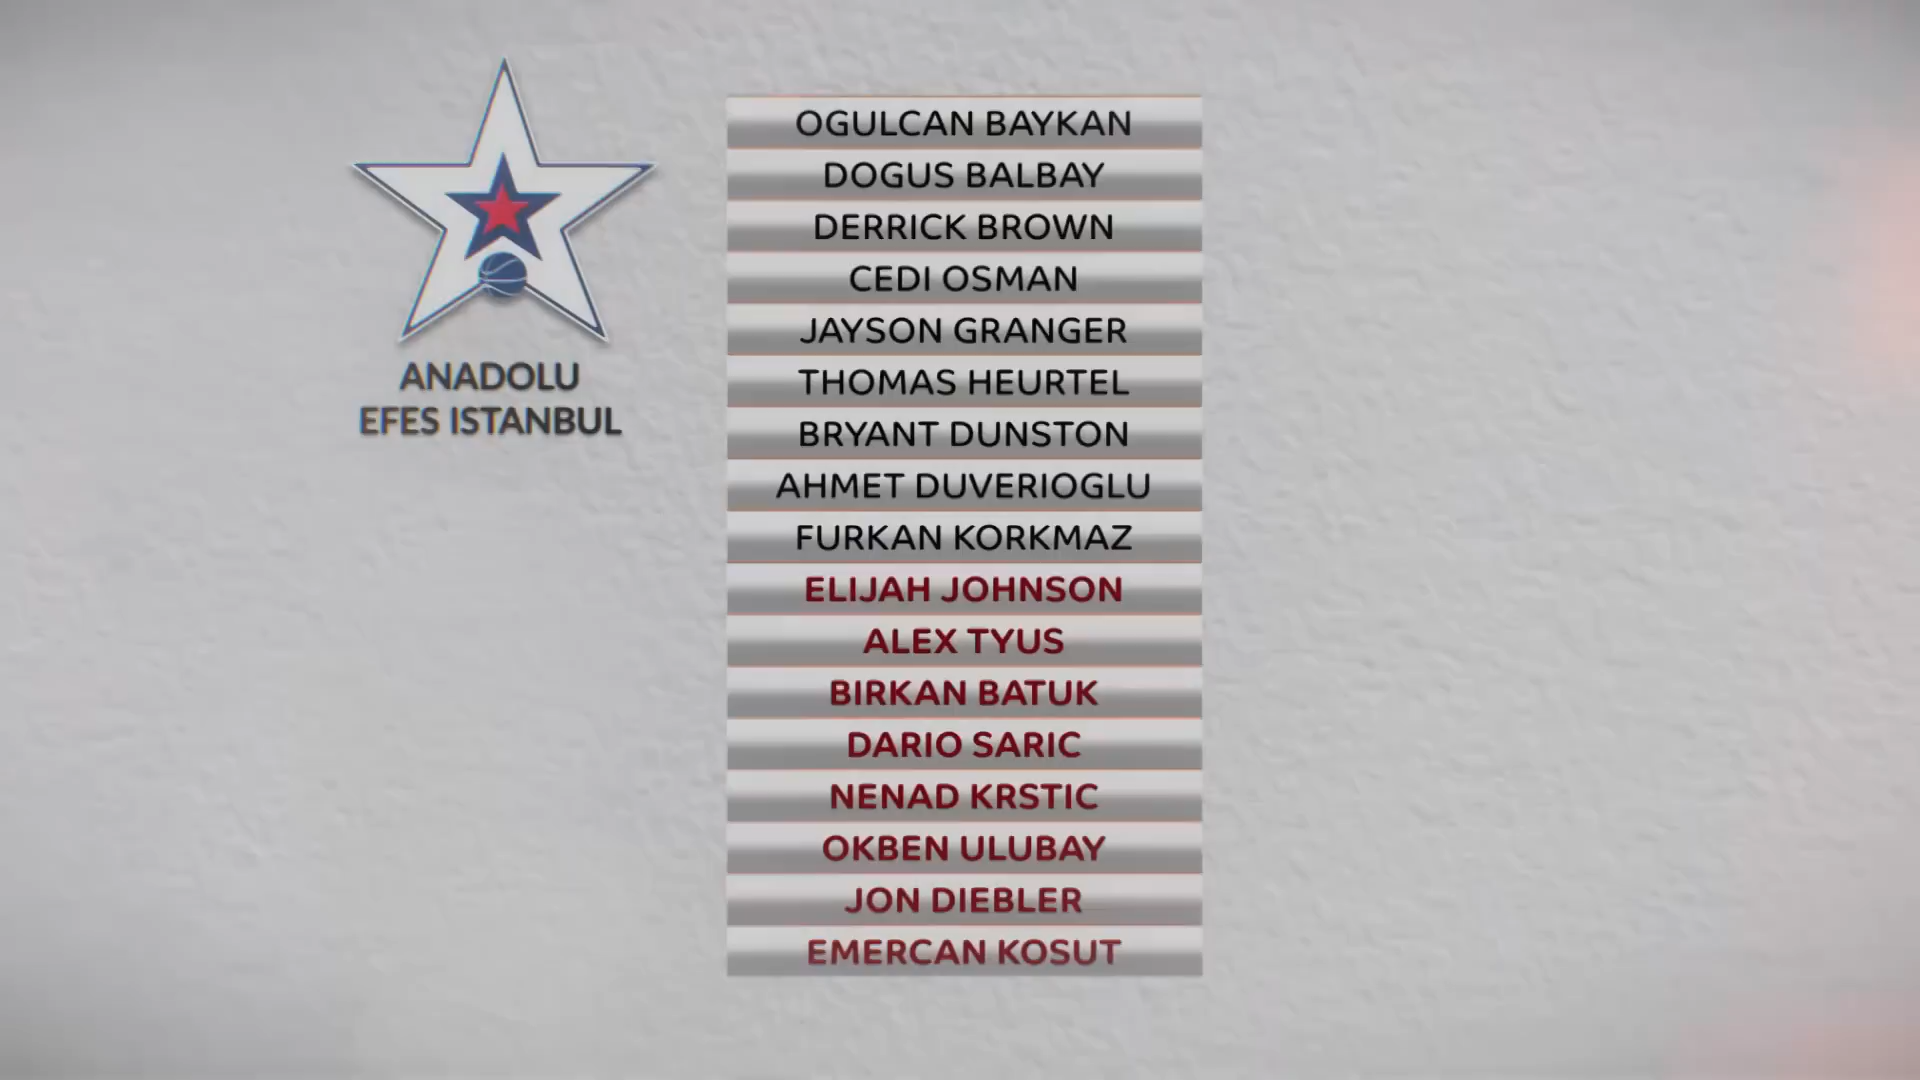 ANADOLU
EFES ISTANBUL
OGULCAN BAYKAN
DOGUS BALBAY
DERRICK BROWN
CEDI OSMAN
JAYSON GRANGER
THOMAS HEURTEL
BRYANT DUNSTON
AHMET DUVERIOGLU
FURKAN KORKMAZ
ELIJAH JOHNSON
ALEX TYUS
BIRKAN BATUK
DARIO SARIC
NENAD KRSTIC
OKBEN ULUBAY
JON DIEBLER
EMERCAN KOSUT